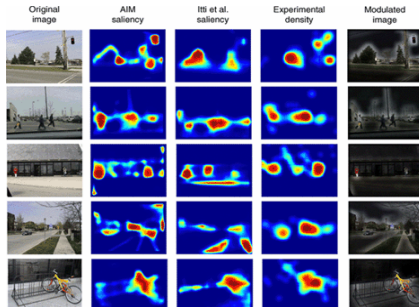 Original image
AIM saliency
Itti et al. saliency
Experimental density
Modulated image